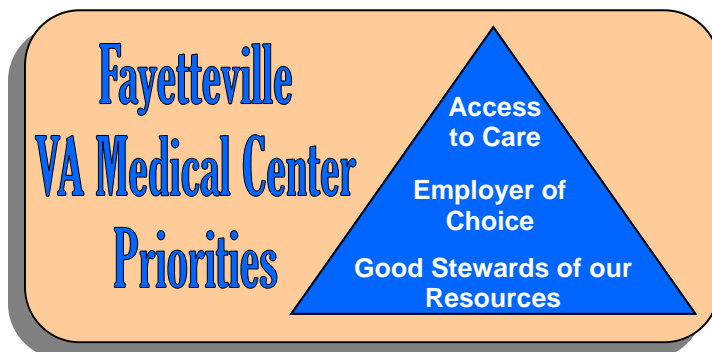 Fayetteville
VA Medical Center
Priorities
Access
to Care
Employer of
Choice
Good Stewards of our
Resources